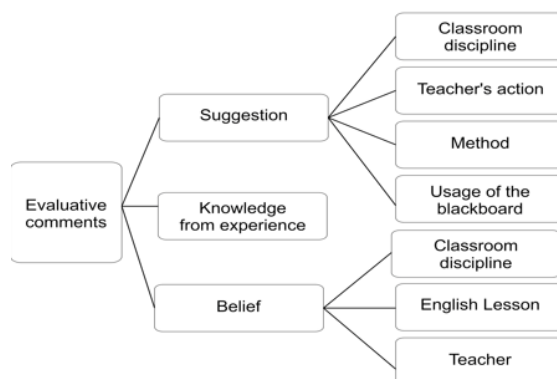 Evaluative
comments
Suggestion
Knowledge
from experience
Belief
Classroom
discipline
Teacher's action
Method
Usage of the
blackboard
Classroom
discipline
English Lesson
Teacher